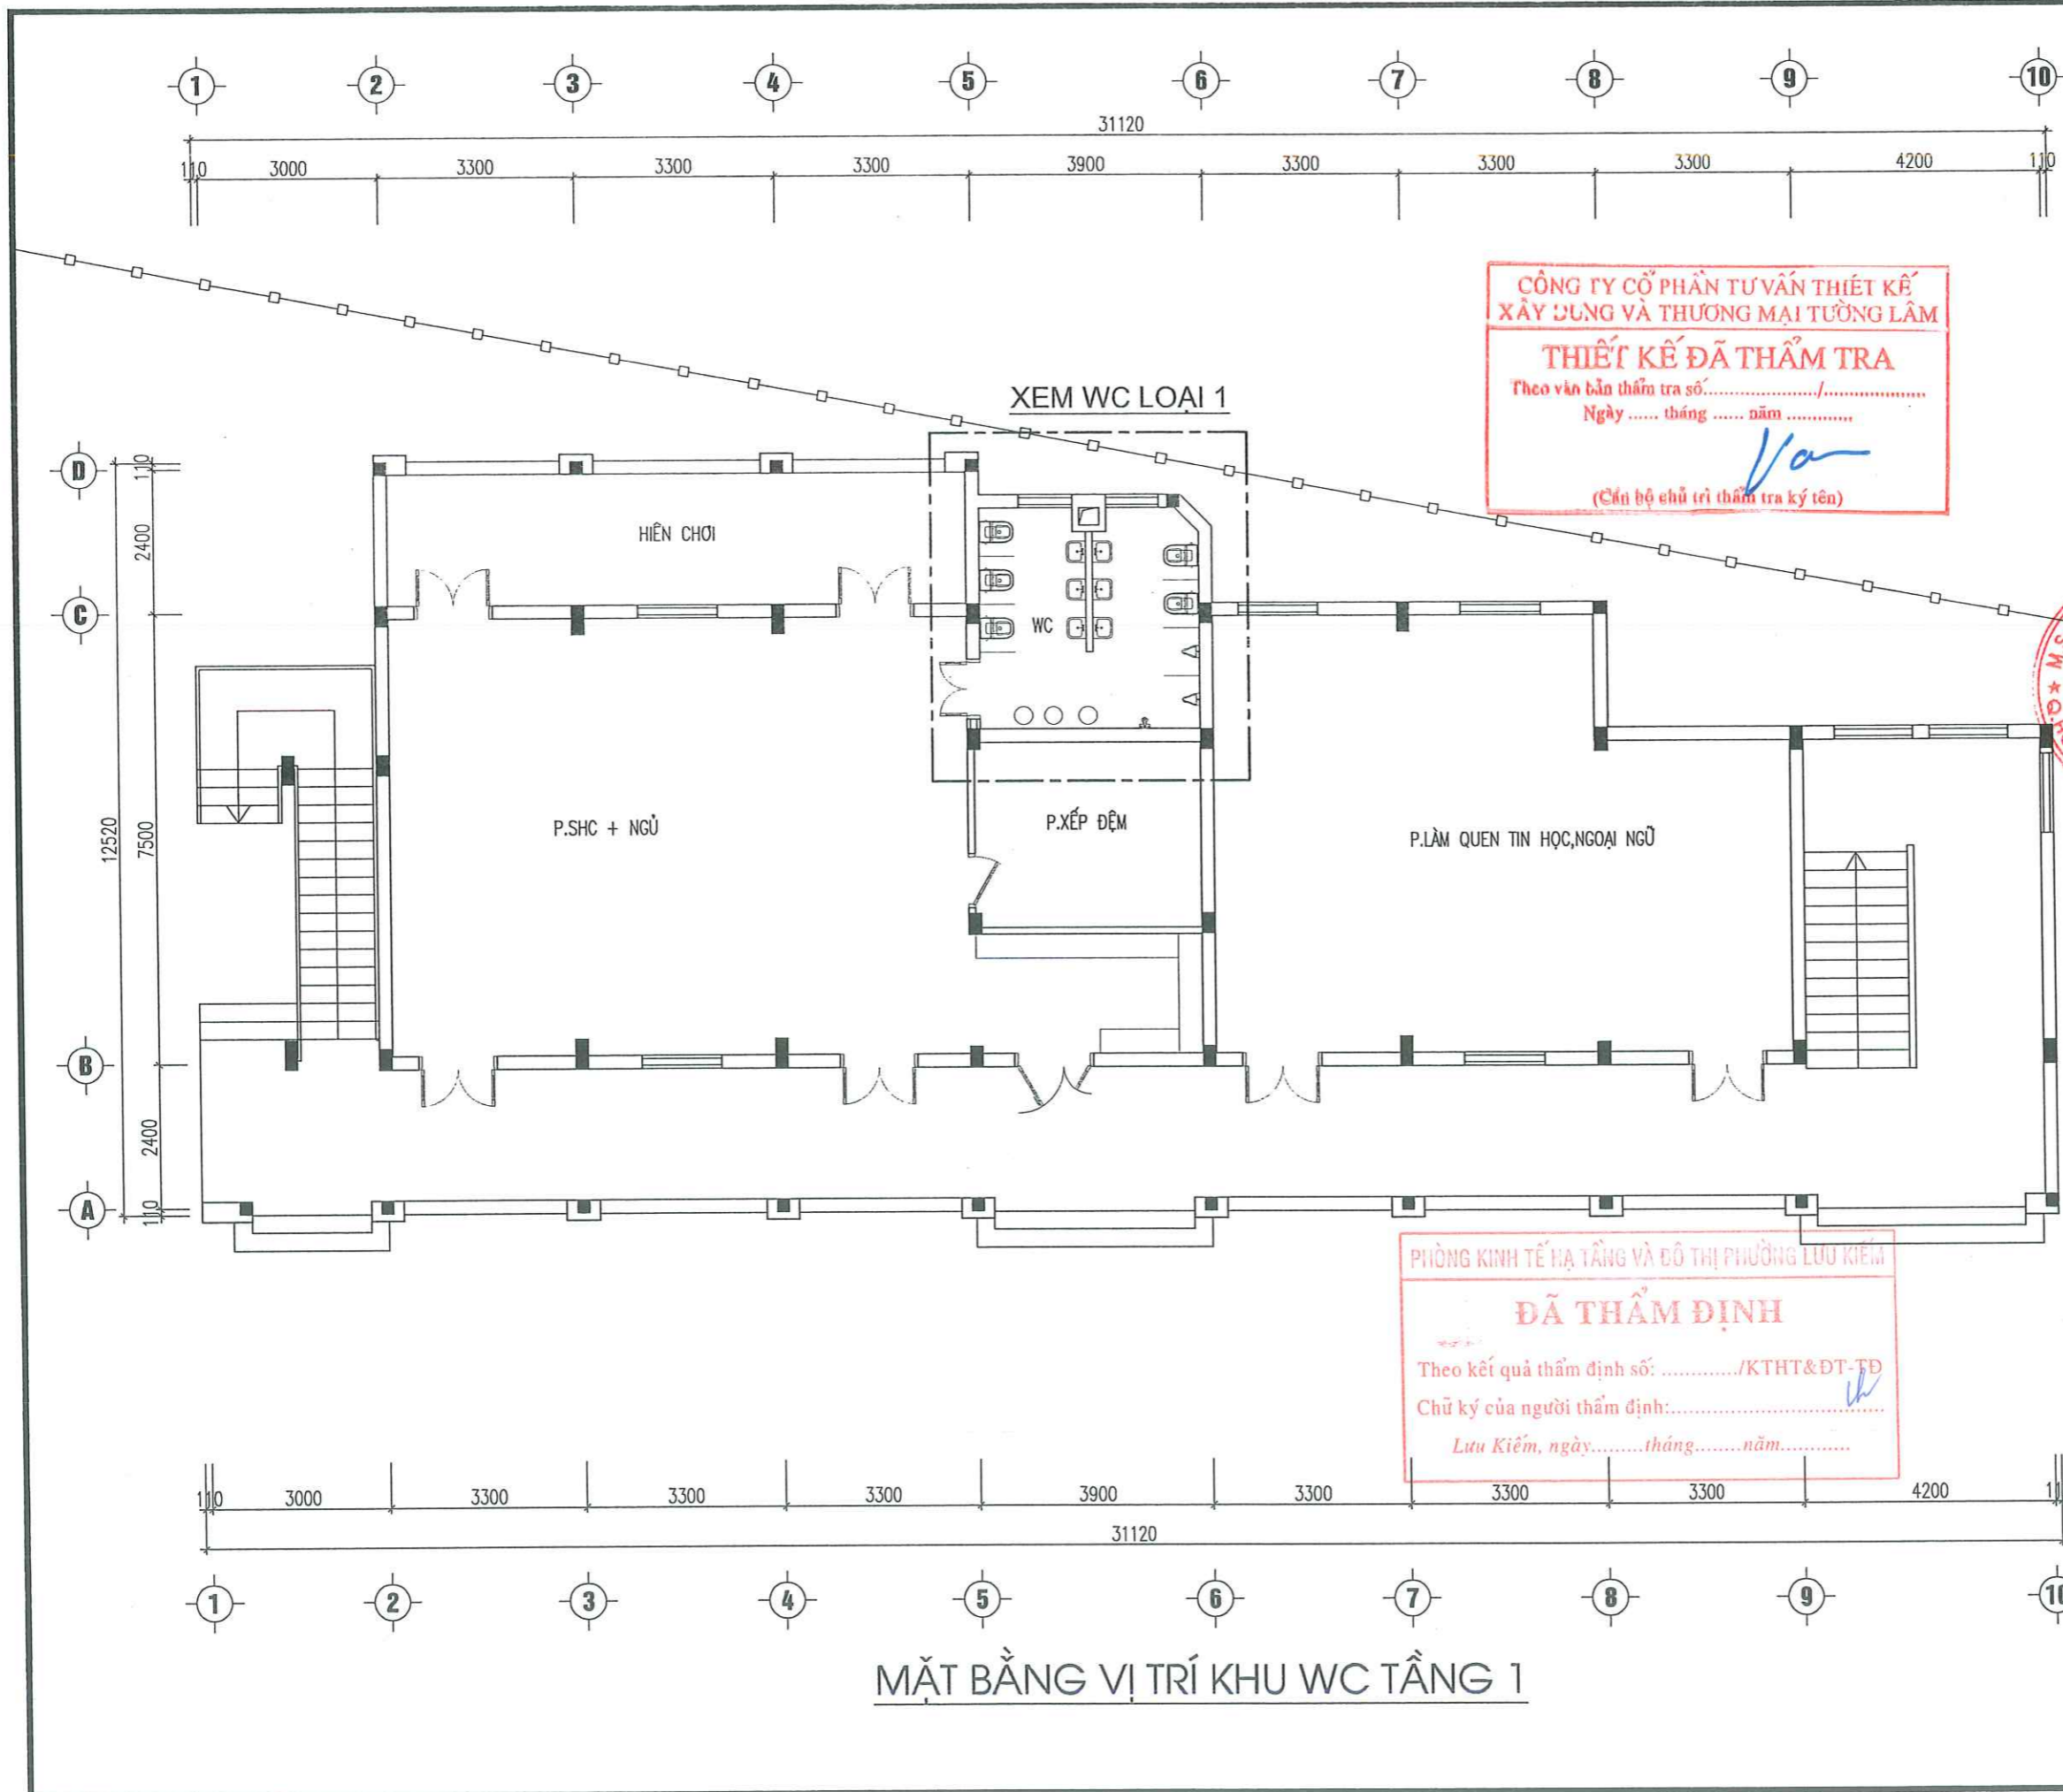 1 2 3 4 5 6 7 8 9 10
31120
110 3000 3300 3300 3300 3900 3300 3300 3300 4200 110
CÔNG TY CỔ PHẦN TƯ VẤN THIẾT KẾ
XÂY DỰNG VÀ THƯƠNG MẠI TƯỜNG LÂM
THIẾT KẾ ĐÃ THẨM TRA
Theo văn bản thẩm tra số..................../....................
Ngày ...... tháng ...... năm .............
(Cán bộ chủ trì thẩm tra ký tên)
XEM WC LOẠI 1
D
110
HIÊN CHƠI
2400
C
WC
12520
7500
P.SHC + NGỦ
P.XẾP ĐỆM
P.LÀM QUEN TIN HỌC,NGOẠI NGỮ
B
2400
A
110
PHÒNG KINH TẾ HẠ TẦNG VÀ ĐÔ THỊ PHƯỜNG LƯU KIẾM
ĐÃ THẨM ĐỊNH
Theo kết quả thẩm định số: ............./KTHT&ĐT-TĐ
Chữ ký của người thẩm định:...................................
Lưu Kiếm, ngày.........tháng........năm............
110 3000 3300 3300 3300 3900 3300 3300 3300 4200 11
31120
1 2 3 4 5 6 7 8 9 10
MẶT BẰNG VỊ TRÍ KHU WC TẦNG 1